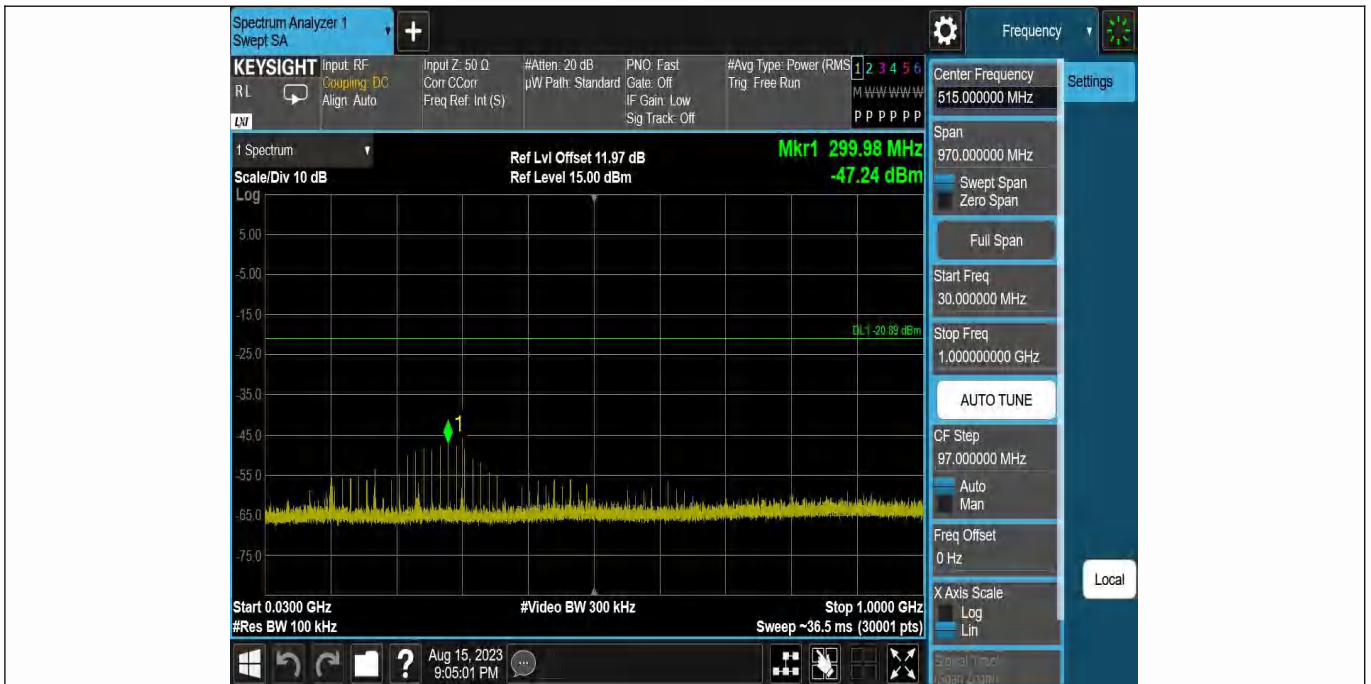 Spectrum Analyzer 1
Swept SA
+
Frequency
KEYSIGHT
RL
LXI
Input: RF
Coupling: DC
Align: Auto
Input Z: 50 Ω
Corr CCorr
Freq Ref: Int (S)
#Atten: 20 dB
µW Path: Standard
PNO: Fast
Gate: Off
IF Gain: Low
Sig Track: Off
#Avg Type: Power (RMS
Trig: Free Run
1 2 3 4 5 6
M W W W W W
P P P P P P
1 Spectrum
Scale/Div 10 dB
Log
Ref Lvl Offset 11.97 dB
Ref Level 15.00 dBm
Mkr1 299.98 MHz
-47.24 dBm
5.00
-5.00
-15.0
DL1 -20.89 dBm
-25.0
-35.0
1
-45.0
-55.0
-65.0
-75.0
Start 0.0300 GHz
#Res BW 100 kHz
#Video BW 300 kHz
Stop 1.0000 GHz
Sweep ~36.5 ms (30001 pts)
Center Frequency
515.000000 MHz
Settings
Span
970.000000 MHz
Swept Span
Zero Span
Full Span
Start Freq
30.000000 MHz
Stop Freq
1.000000000 GHz
AUTO TUNE
CF Step
97.000000 MHz
Auto
Man
Freq Offset
0 Hz
X Axis Scale
Log
Lin
Signal Track
(Span Zoom)
Local
?
Aug 15, 2023
9:05:01 PM